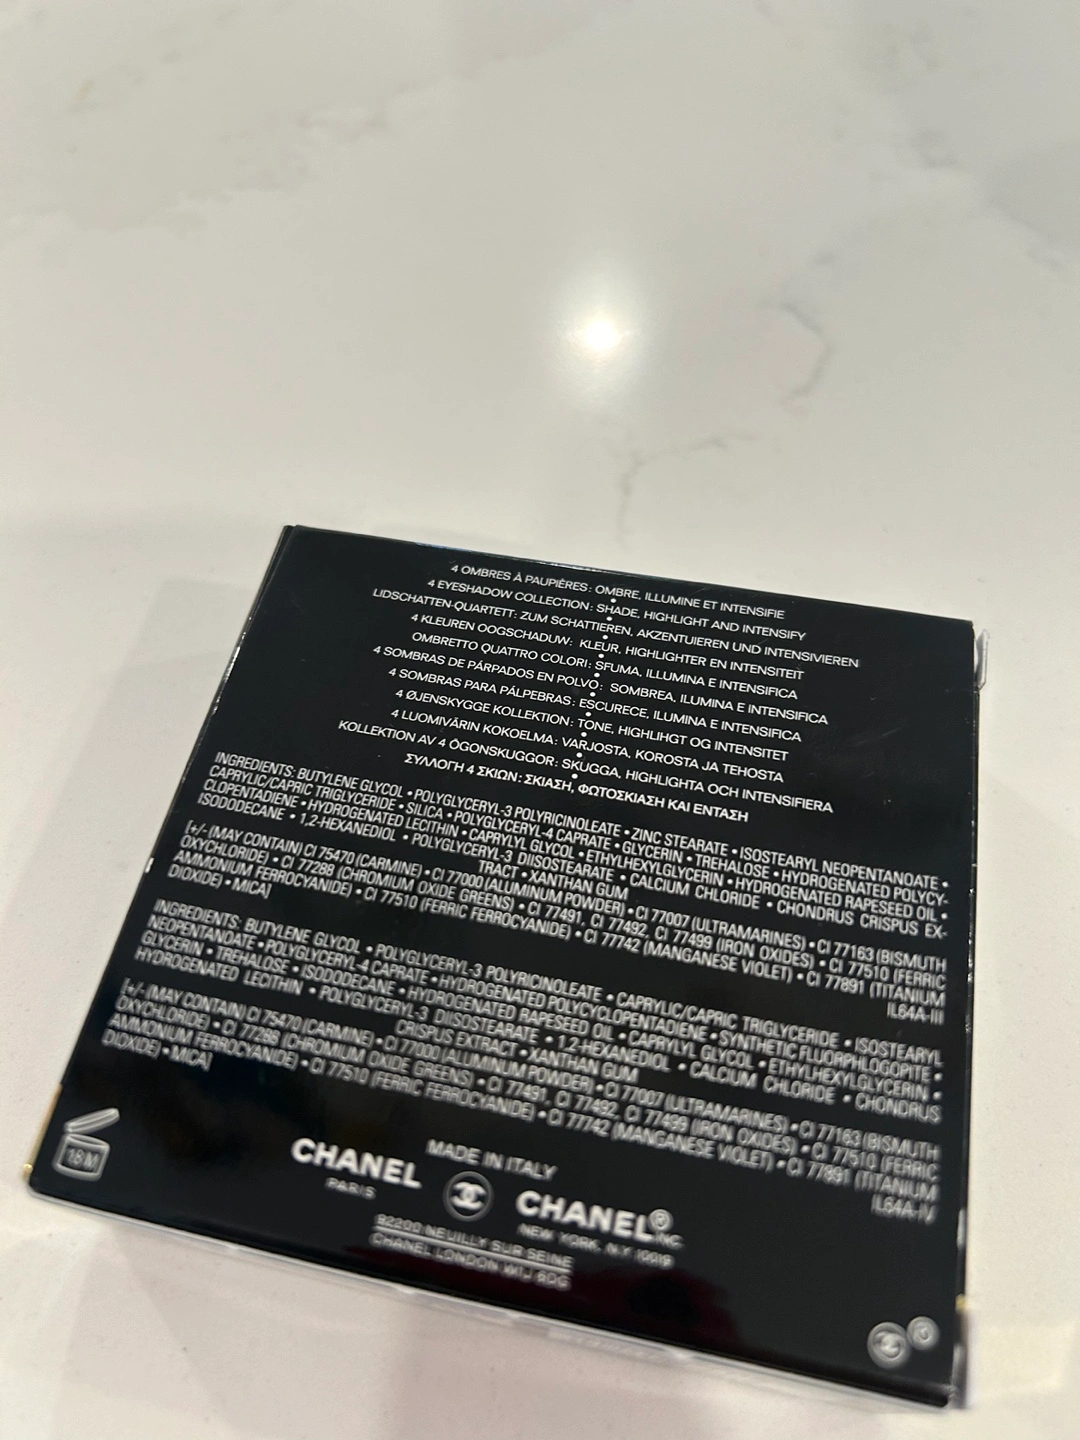 4 OMBRES À PAUPIÈRES : OMBRE, ILLUMINE ET INTENSIFIE
•
4 EYESHADOW COLLECTION : SHADE, HIGHLIGHT AND INTENSIFY
•
LIDSCHATTEN-QUARTETT : ZUM SCHATTIEREN, AKZENTUIEREN UND INTENSIVIEREN
•
4 KLEUREN OOGSCHADUW : KLEUR, HIGHLIGHTER EN INTENSITEIT
•
OMBRETTO QUATTRO COLORI : SFUMA, ILLUMINA E INTENSIFICA
•
4 SOMBRAS DE PÁRPADOS EN POLVO : SOMBREA, ILUMINA E INTENSIFICA
•
4 SOMBRAS PARA PÁLPEBRAS : ESCURECE, ILUMINA E INTENSIFICA
•
4 ØJENSKYGGE KOLLEKTION : TONE, HIGHLIHGT OG INTENSITET
•
4 LUOMIVÄRIN KOKOELMA : VARJOSTA, KOROSTA JA TEHOSTA
•
KOLLEKTION AV 4 ÖGONSKUGGOR : SKUGGA, HIGHLIGHTA OCH INTENSIFIERA
•
ΣΥΛΛΟΓΗ 4 ΣΚΙΩΝ : ΣΚΙΑΣΗ, ΦΩΤΟΣΚΙΑΣΗ ΚΑΙ ΕΝΤΑΣΗ
INGREDIENTS: BUTYLENE GLYCOL • POLYGLYCERYL-3 POLYRICINOLEATE • ZINC STEARATE • ISOSTEARYL NEOPENTANOATE •
CAPRYLIC/CAPRIC TRIGLYCERIDE • SILICA • POLYGLYCERYL-4 CAPRATE • GLYCERIN • TREHALOSE • HYDROGENATED POLYCY-
CLOPENTADIENE • HYDROGENATED LECITHIN • CAPRYLYL GLYCOL • ETHYLHEXYLGLYCERIN • HYDROGENATED RAPESEED OIL •
ISODODECANE • 1,2-HEXANEDIOL • POLYGLYCERYL-3 DIISOSTEARATE • CALCIUM CHLORIDE • CHONDRUS CRISPUS EX-
TRACT • XANTHAN GUM
[+/- (MAY CONTAIN) CI 75470 (CARMINE) • CI 77000 (ALUMINUM POWDER) • CI 77007 (ULTRAMARINES) • CI 77163 (BISMUTH
OXYCHLORIDE) • CI 77288 (CHROMIUM OXIDE GREENS) • CI 77491, CI 77492, CI 77499 (IRON OXIDES) • CI 77510 (FERRIC
AMMONIUM FERROCYANIDE) • CI 77510 (FERRIC FERROCYANIDE) • CI 77742 (MANGANESE VIOLET) • CI 77891 (TITANIUM
DIOXIDE) • MICA]
IL64A-III
INGREDIENTS: BUTYLENE GLYCOL • POLYGLYCERYL-3 POLYRICINOLEATE • CAPRYLIC/CAPRIC TRIGLYCERIDE • ISOSTEARYL
NEOPENTANOATE • POLYGLYCERYL-4 CAPRATE • HYDROGENATED POLYCYCLOPENTADIENE • SYNTHETIC FLUORPHLOGOPITE •
GLYCERIN • TREHALOSE • ISODODECANE • HYDROGENATED RAPESEED OIL • CAPRYLYL GLYCOL • ETHYLHEXYLGLYCERIN •
HYDROGENATED LECITHIN • POLYGLYCERYL-3 DIISOSTEARATE • 1,2-HEXANEDIOL • CALCIUM CHLORIDE • CHONDRUS
CRISPUS EXTRACT • XANTHAN GUM
[+/- (MAY CONTAIN) CI 75470 (CARMINE) • CI 77000 (ALUMINUM POWDER) • CI 77007 (ULTRAMARINES) • CI 77163 (BISMUTH
OXYCHLORIDE) • CI 77288 (CHROMIUM OXIDE GREENS) • CI 77491, CI 77492, CI 77499 (IRON OXIDES) • CI 77510 (FERRIC
AMMONIUM FERROCYANIDE) • CI 77510 (FERRIC FERROCYANIDE) • CI 77742 (MANGANESE VIOLET) • CI 77891 (TITANIUM
DIOXIDE) • MICA]
IL64A-IV
18 M
MADE IN ITALY
CHANEL
PARIS
CHANEL® INC.
NEW YORK, N.Y. 10019
92200 NEUILLY SUR SEINE
CHANEL LONDON W1J 6DG